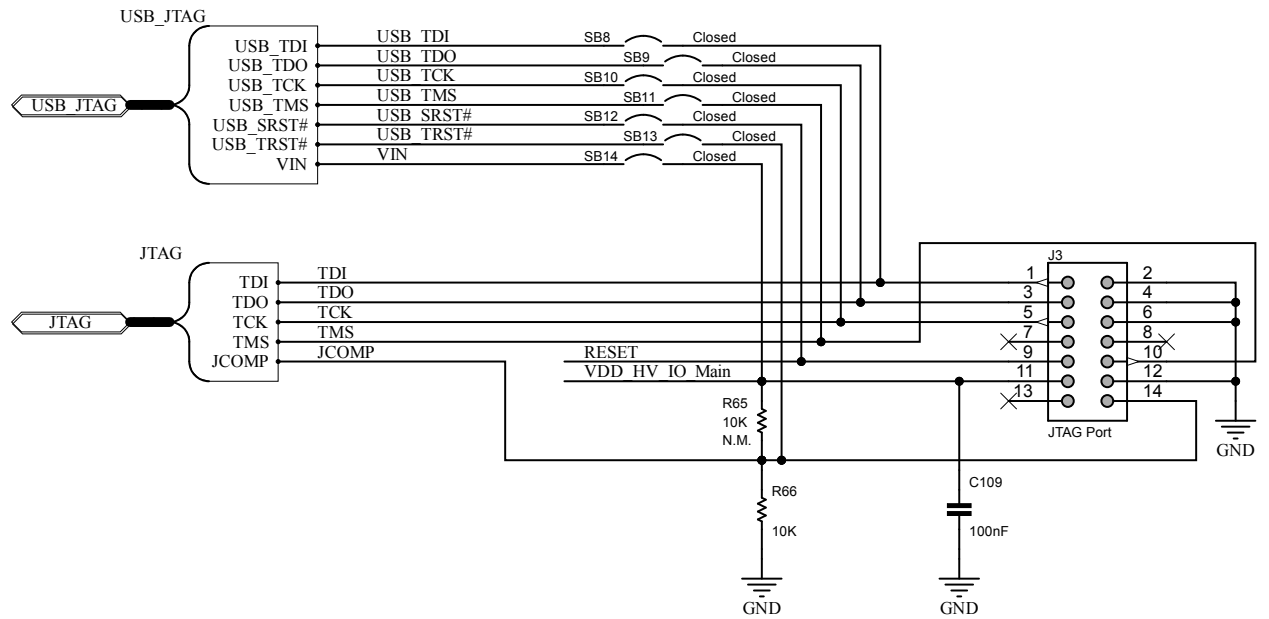 USB_JTAG
USB_JTAG
USB_TDI
USB_TDO
USB_TCK
USB_TMS
USB_SRST#
USB_TRST#
VIN
USB_TDI SB8 Closed
USB_TDO SB9 Closed
USB_TCK SB10 Closed
USB_TMS SB11 Closed
USB_SRST# SB12 Closed
USB_TRST# SB13 Closed
VIN SB14 Closed
JTAG
JTAG
TDI
TDO
TCK
TMS
JCOMP
TDI
TDO
TCK
TMS
JCOMP
RESET
VDD_HV_IO_Main
J3
1 2
3 4
5 6
7 8
9 10
11 12
13 14
JTAG Port
GND
R65
10K
N.M.
R66
10K
GND
C109
100nF
GND